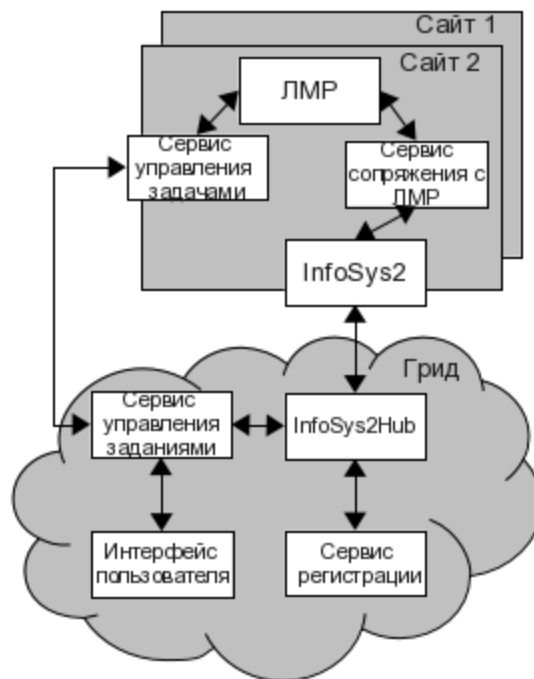 Сайт 1
Сайт 2
ЛМР
Сервис
управления
задачами
Сервис
сопряжения с
ЛМР
InfoSys2
Грид
Сервис
управления
заданиями
InfoSys2Hub
Интерфейс
пользователя
Сервис
регистрации